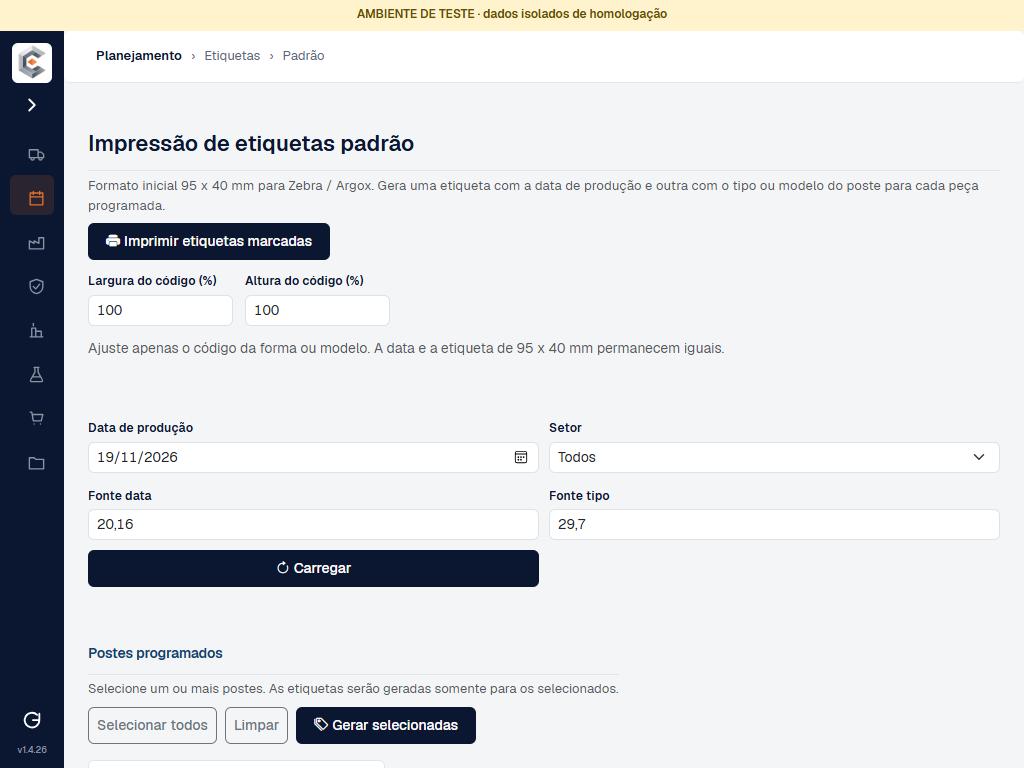 AMBIENTE DE TESTE · dados isolados de homologação
Planejamento › Etiquetas › Padrão
Impressão de etiquetas padrão
Formato inicial 95 x 40 mm para Zebra / Argox. Gera uma etiqueta com a data de produção e outra com o tipo ou modelo do poste para cada peça
programada.
Imprimir etiquetas marcadas
Largura do código (%) Altura do código (%)
100 100
Ajuste apenas o código da forma ou modelo. A data e a etiqueta de 95 x 40 mm permanecem iguais.
Data de produção Setor
19/11/2026 Todos
Fonte data Fonte tipo
20,16 29,7
Carregar
Postes programados
Selecione um ou mais postes. As etiquetas serão geradas somente para os selecionados.
Selecionar todos Limpar Gerar selecionadas
v1.4.26